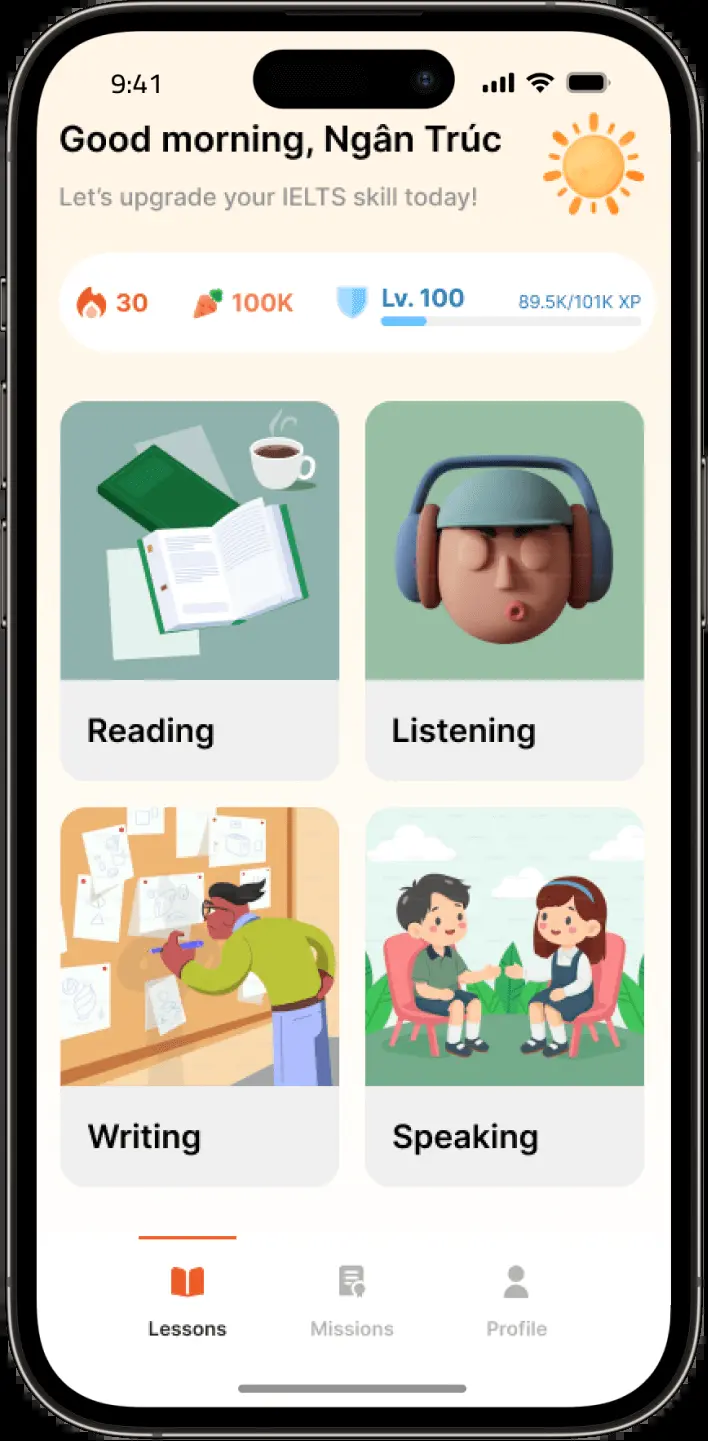 9:41
Good morning, Ngân Trúc
Let's upgrade your IELTS skill today!
30
100K
Lv. 100
89.5K/101K XP
Reading
Listening
Writing
Speaking
Lessons
Missions
Profile